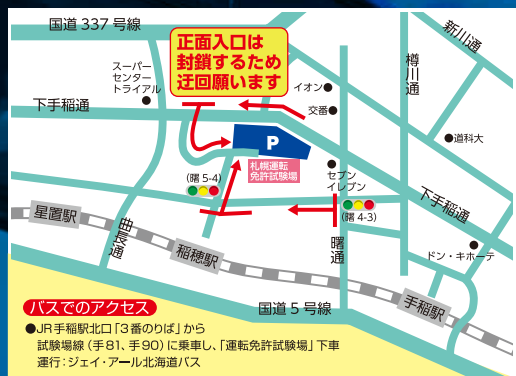 国道 337 号線
正面入口は
封鎖するため
迂回願います
新川通
樽川通
スーパー
センター
トライアル
イオン
交番
下手稲通
P
道科大
札幌運転
免許試験場
セブン
イレブン
(曙 5-4)
下手稲通
(曙 4-3)
星置駅
曲長通
稲穂駅
曙通
ドン・キホーテ
手稲駅
国道 5 号線
バスでのアクセス
●JR手稲駅北口「3番のりば」から
試験場線(手81、手90)に乗車し、「運転免許試験場」下車
運行:ジェイ・アール北海道バス